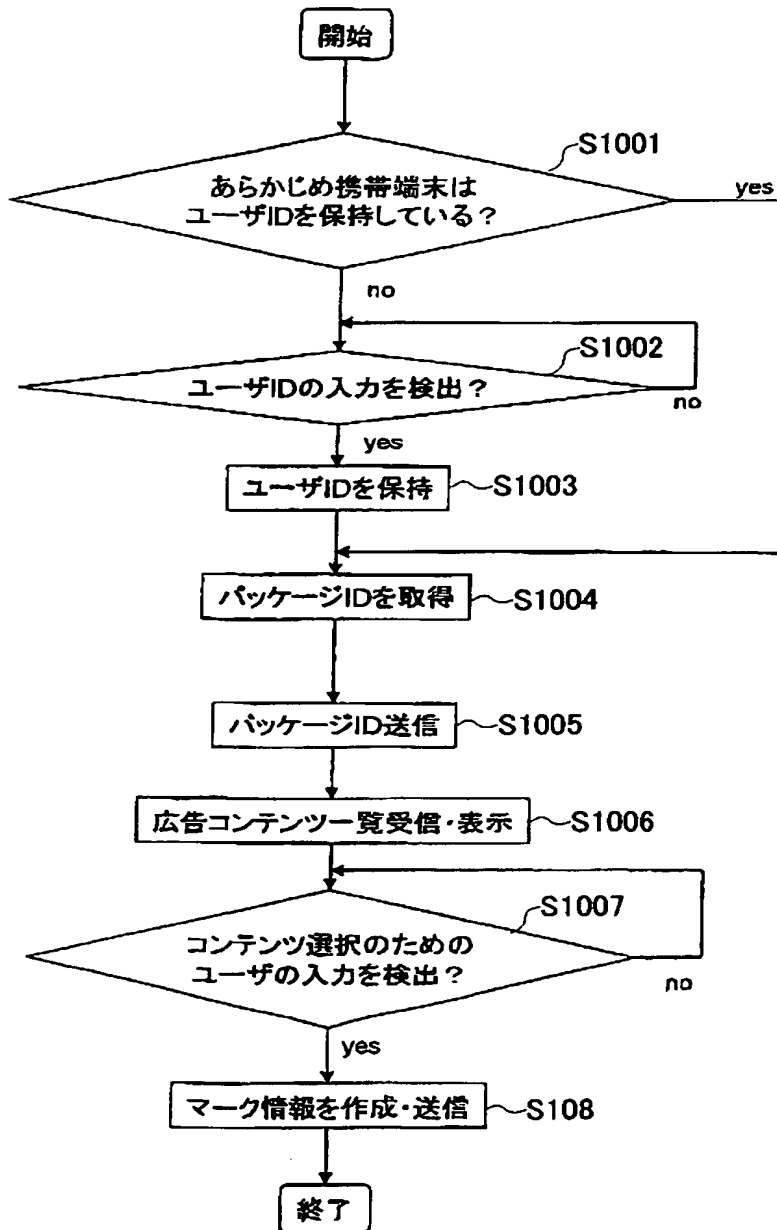 開始
S1001
あらかじめ携帯端末は
ユーザIDを保持している？
yes
no
S1002
ユーザIDの入力を検出？
no
yes
ユーザIDを保持
S1003
パッケージIDを取得
S1004
パッケージID送信
S1005
広告コンテンツ一覧受信・表示
S1006
S1007
コンテンツ選択のための
ユーザの入力を検出？
no
yes
マーク情報を作成・送信
S108
終了